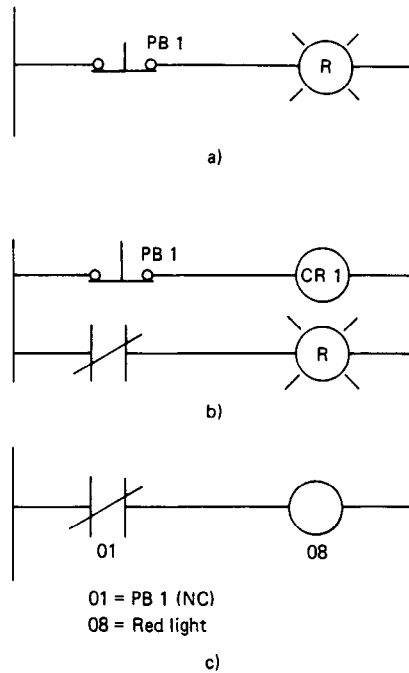 PB 1
R
a)
PB 1
CR 1
R
b)
01
08
01 = PB 1 (NC)
08 = Red light
c)